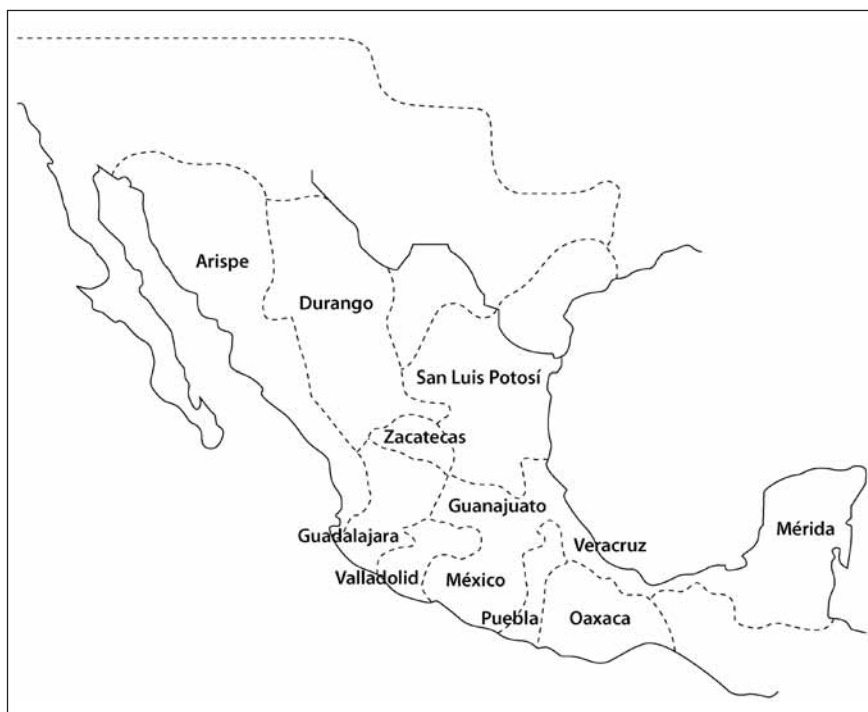 Arispe
Durango
San Luis Potosí
Zacatecas
Guanajuato
Guadalajara
Veracruz
Mérida
Valladolid
México
Puebla
Oaxaca